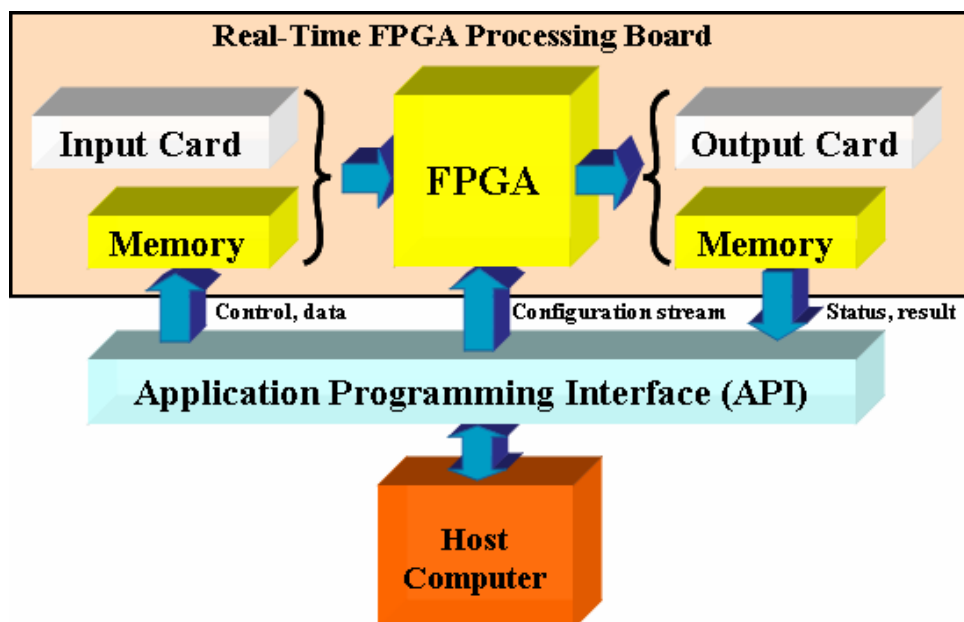 Real-Time FPGA Processing Board
Input Card
FPGA
Output Card
Memory
Memory
Control, data
Configuration stream
Status, result
Application Programming Interface (API)
Host
Computer